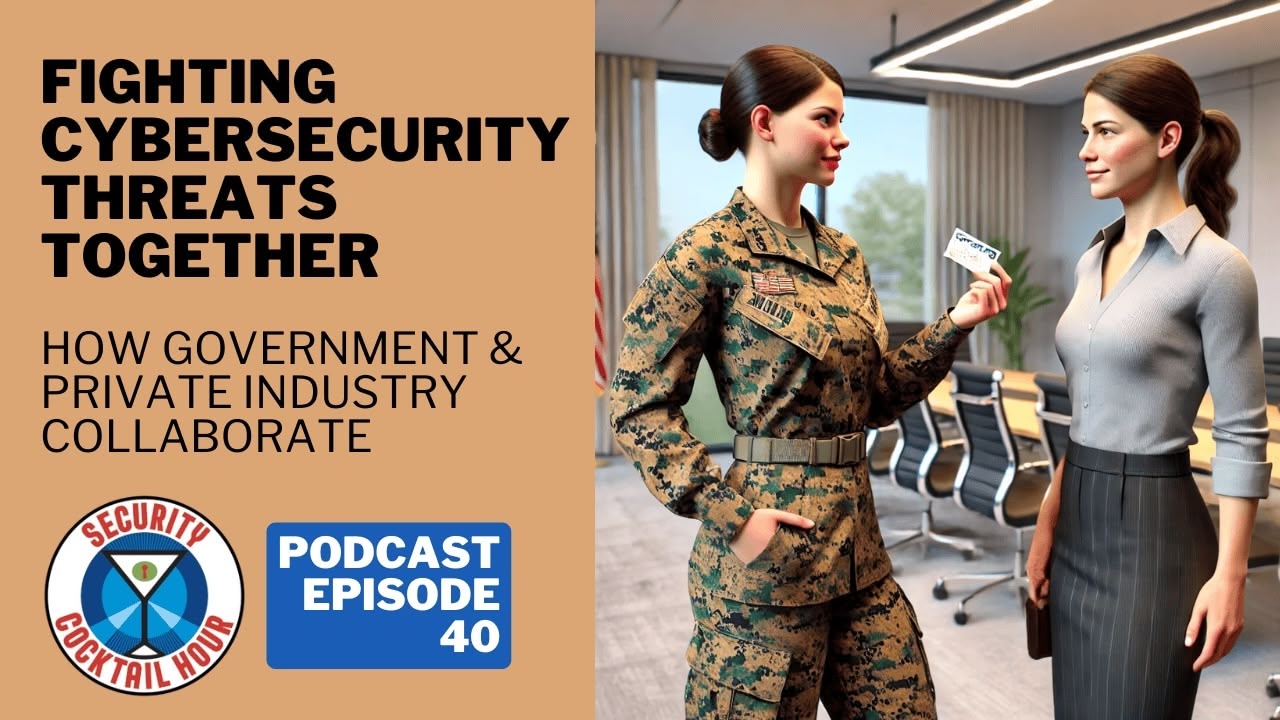 FIGHTING
CYBERSECURITY
THREATS
TOGETHER
HOW GOVERNMENT &
PRIVATE INDUSTRY
COLLABORATE
SECURITY
COCKTAIL HOUR
PODCAST
EPISODE
40